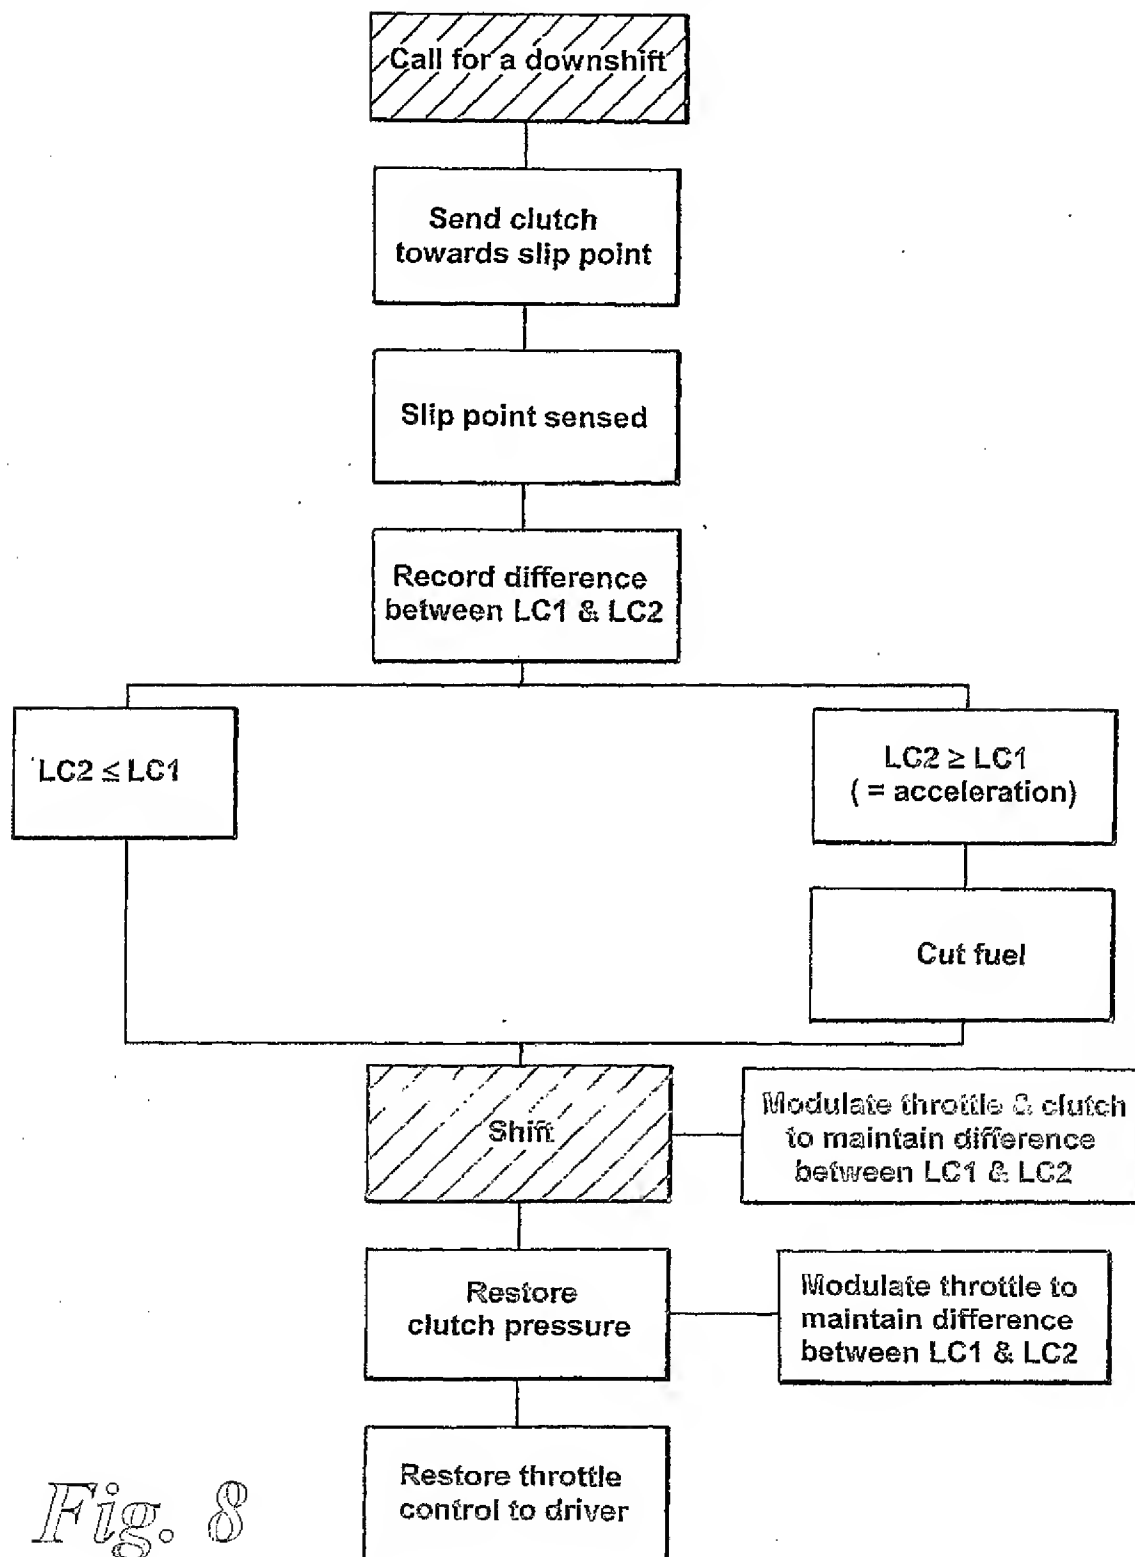 Call for a downshift
Send clutch
towards slip point
Slip point sensed
Record difference
between LC1 & LC2
LC2 ≤ LC1
LC2 ≥ LC1
( = acceleration)
Cut fuel
Shift
Modulate throttle & clutch
to maintain difference
between LC1 & LC2
Restore
clutch pressure
Modulate throttle to
maintain difference
between LC1 & LC2
Restore throttle
control to driver
Fig. 8